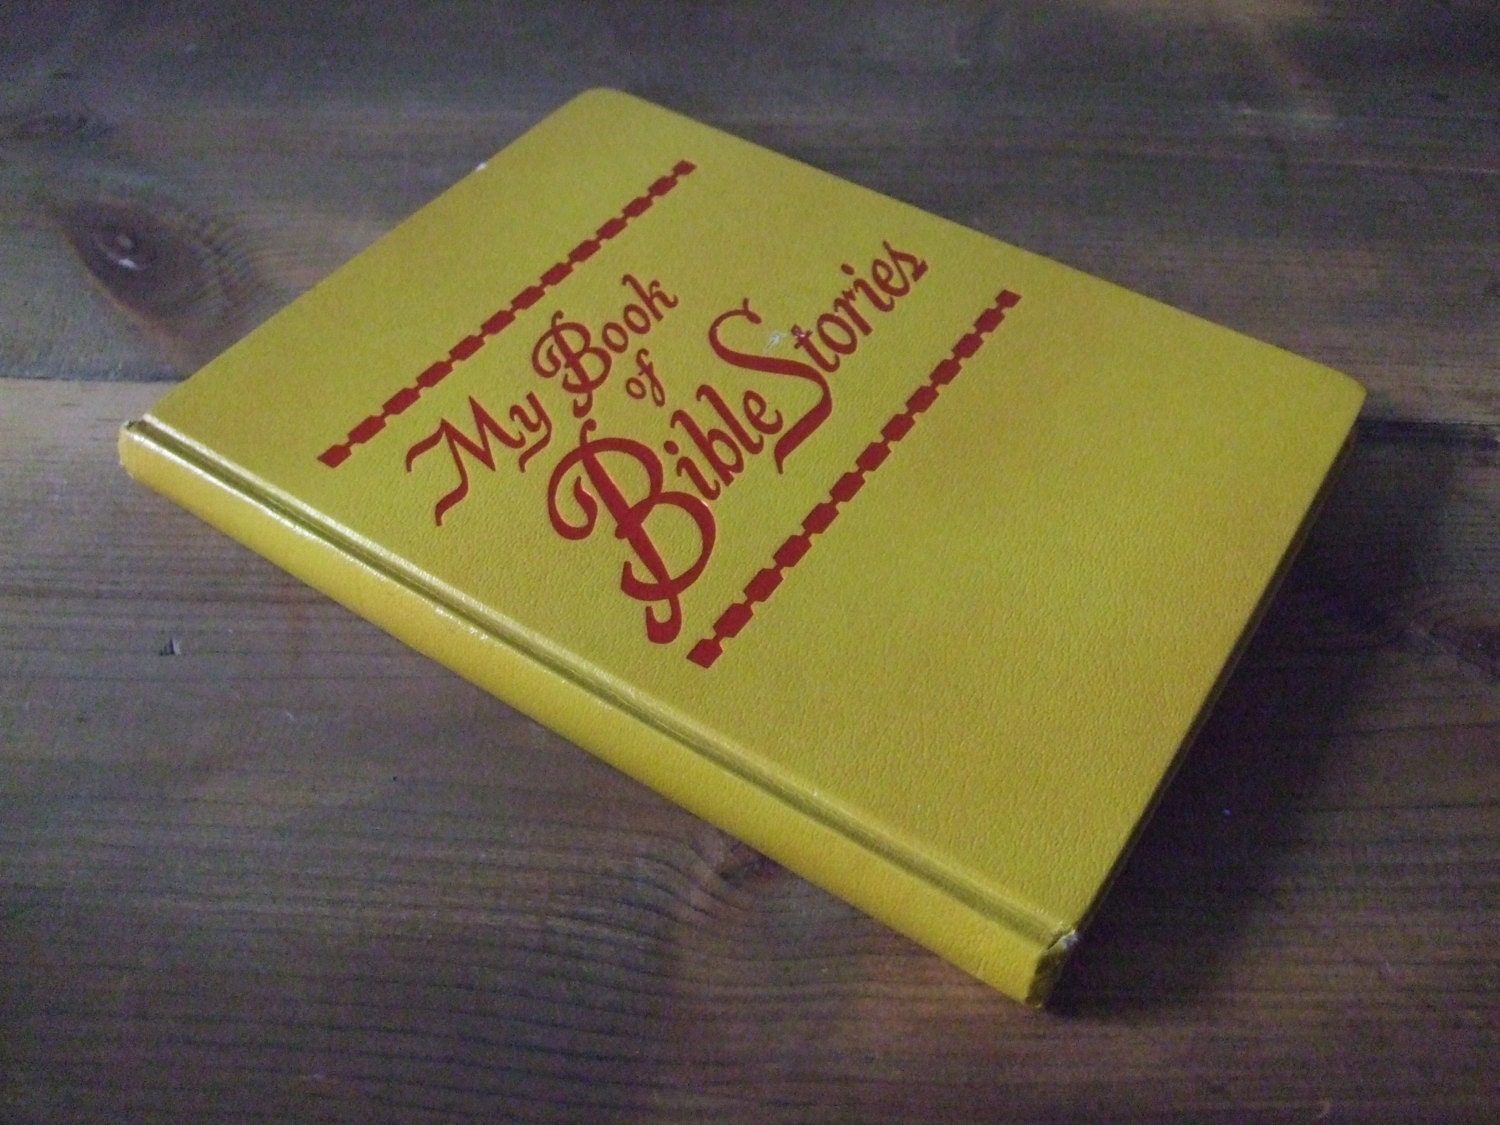 My Book
of
Bible Stories